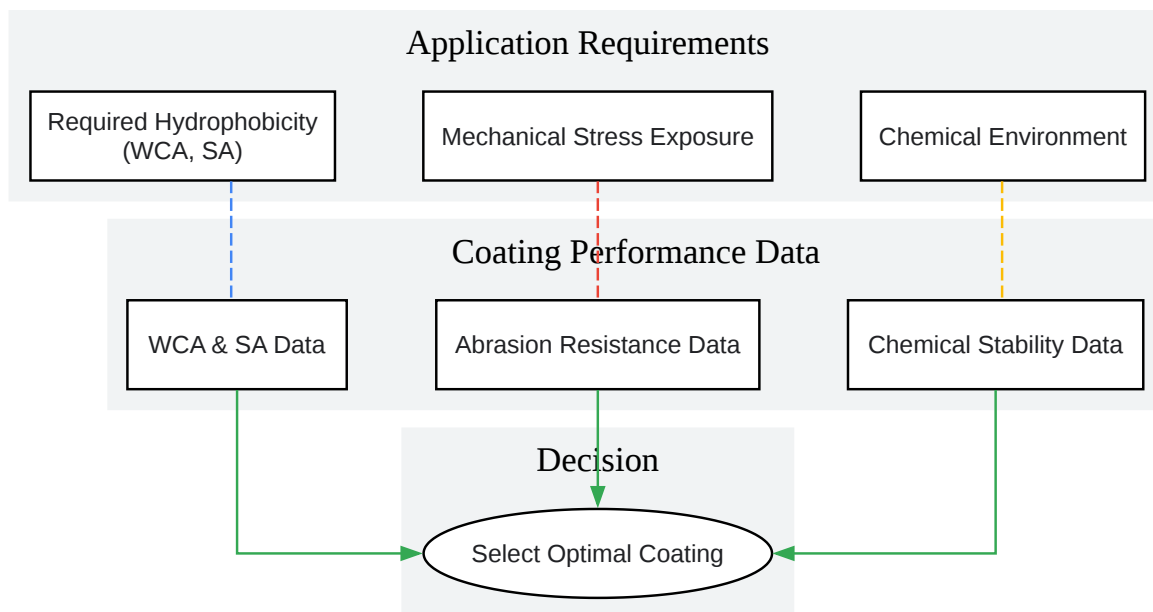 Application Requirements
Required Hydrophobicity
(WCA, SA)
Mechanical Stress Exposure
Chemical Environment
Coating Performance Data
WCA & SA Data
Abrasion Resistance Data
Chemical Stability Data
Decision
Select Optimal Coating